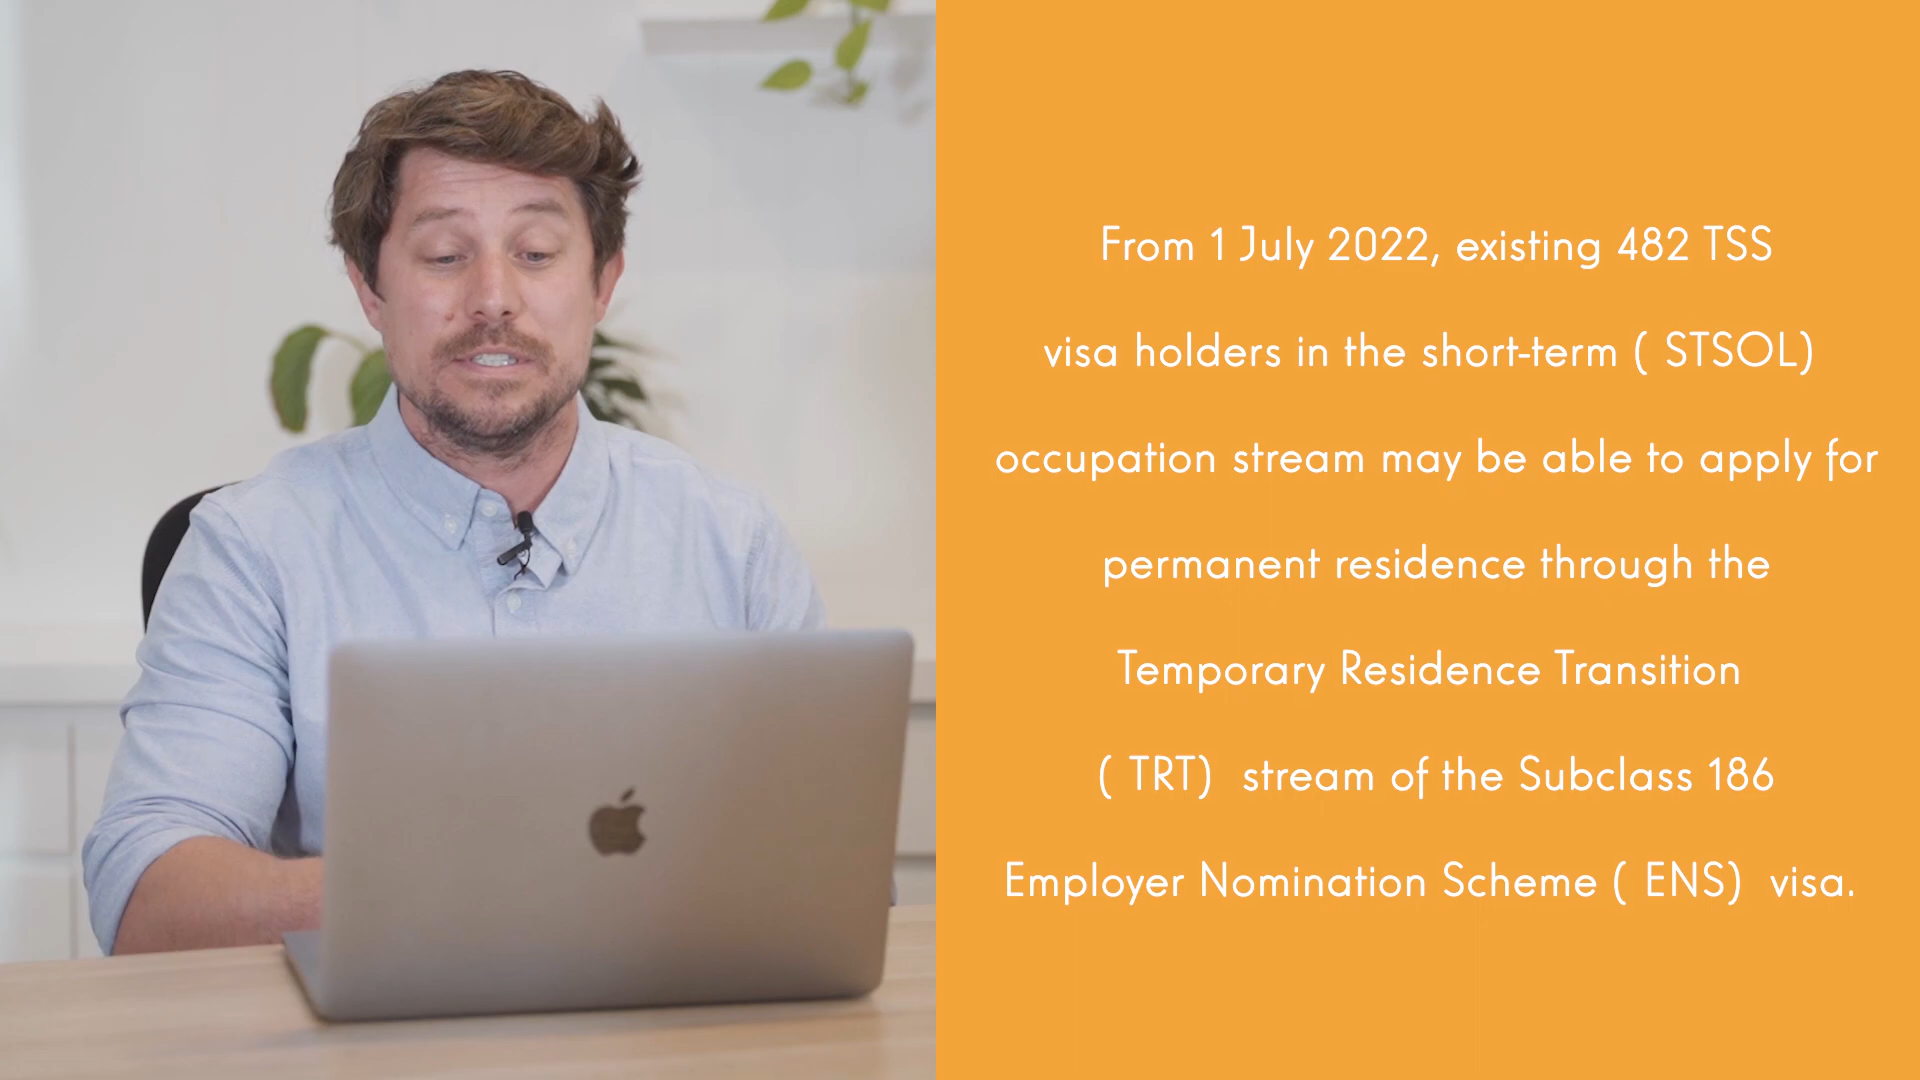 From 1 July 2022, existing 482 TSS
visa holders in the short-term ( STSOL)
occupation stream may be able to apply for
permanent residence through the
Temporary Residence Transition
( TRT) stream of the Subclass 186
Employer Nomination Scheme ( ENS) visa.